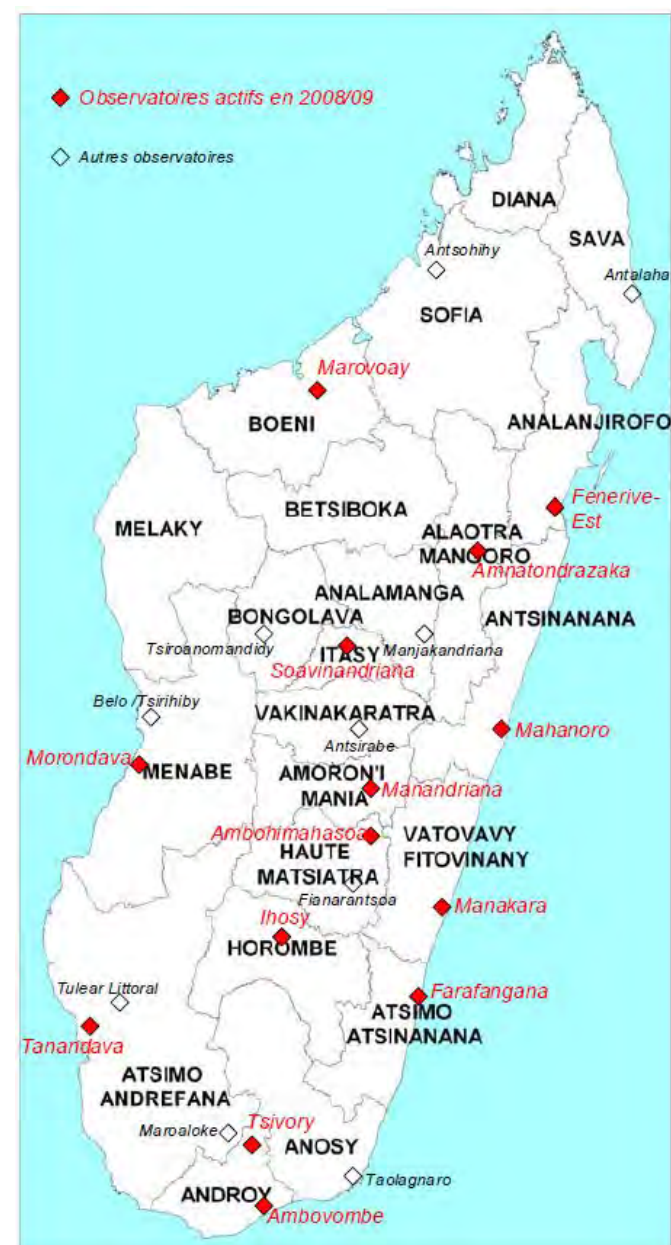 Observatoires actifs en 2008/09
Autres observatoires
DIANA
SAVA
Antsohihy
Antalaha
SOFIA
Marovoay
BOENI
ANALANJIROFO
BETSIBOKA
Fenerive-
Est
MELAKY
ALAOTRA
MANGORO
Amnatondrazaka
ANALAMANGA
ANTSINANANA
BONGOLAVA
Tsiroanomandidy
ITASY
Manjakandriana
Soavinandriana
Belo /Tsirihiby
VAKINAKARATRA
Antsirabe
Mahanoro
Morondava
MENABE
AMORON'I
MANIA
Manandriana
Ambohimahasoa
HAUTE
MATSIATRA
VATOVAVY
FITOVINANY
Fianarantsoa
Manakara
Ihosy
HOROMBE
Tulear Littoral
Farafangana
Tanandava
ATSIMO
ATSINANANA
ATSIMO
ANDREFANA
Maroaloke
Tsivory
ANOSY
Taolagnaro
ANDROY
Ambovombe